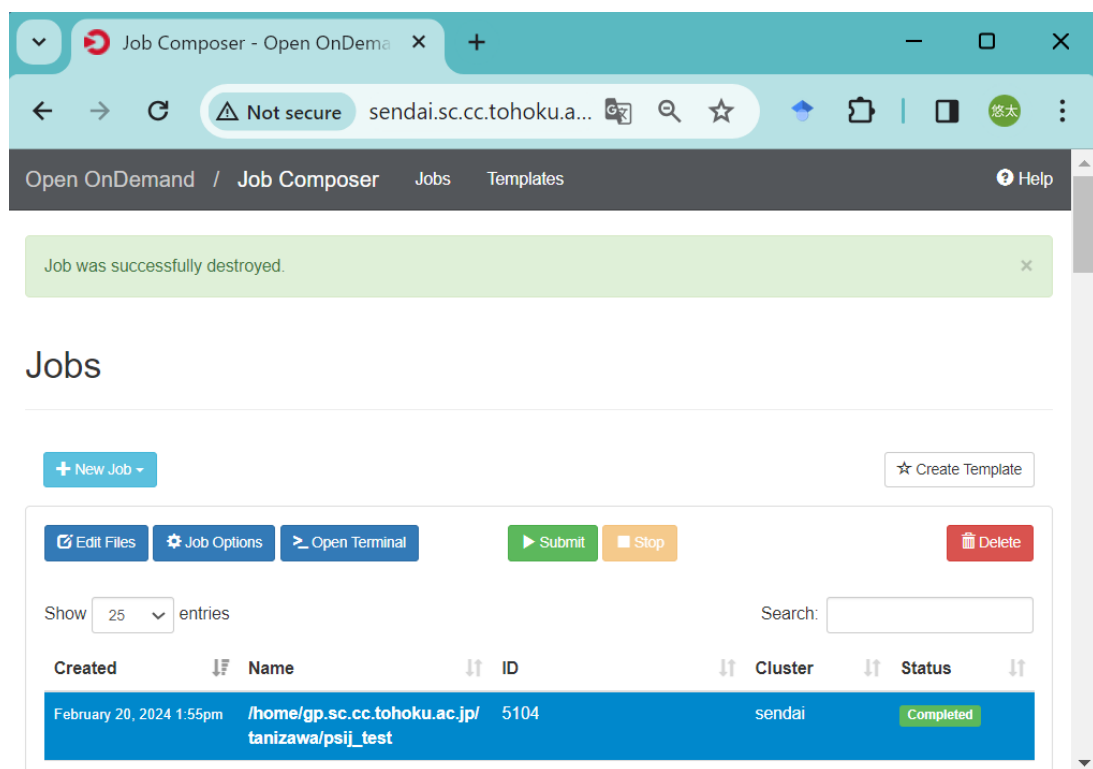 Job Composer - Open OnDema
Not secure sendai.sc.cc.tohoku.a... 悠太
Open OnDemand / Job Composer Jobs Templates Help
Job was successfully destroyed. ×
Jobs
New Job Create Template
Edit Files Job Options Open Terminal Submit Stop Delete
Show 25 entries Search:
Created Name ID Cluster Status
February 20, 2024 1:55pm /home/gp.sc.cc.tohoku.ac.jp/ 5104 sendai Completed
tanizawa/psij_test